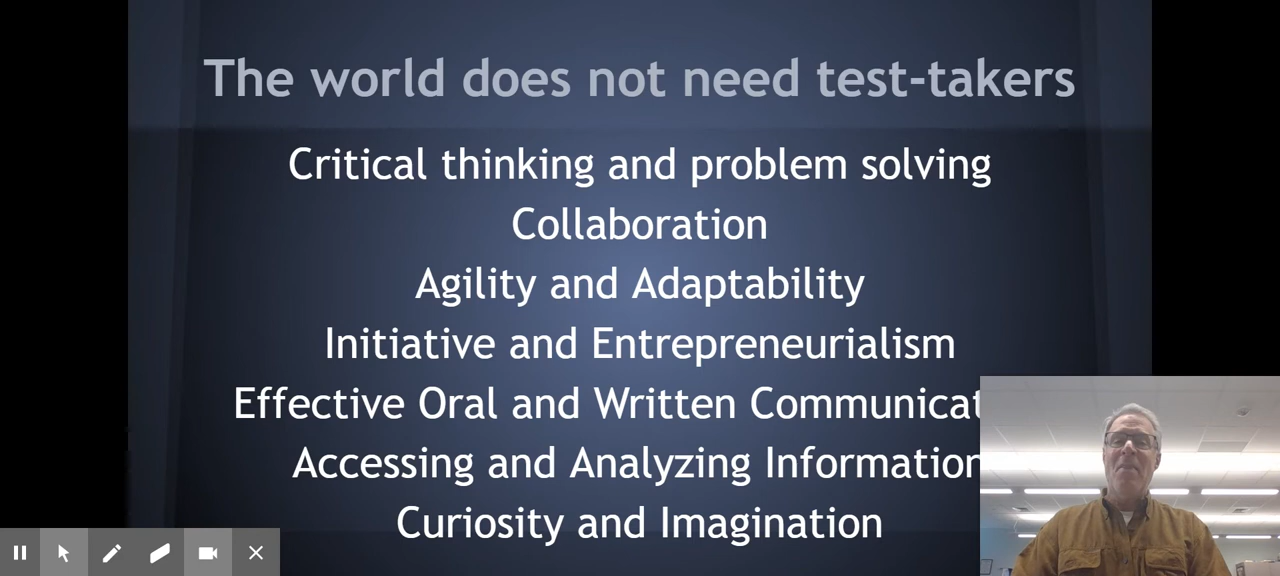 The world does not need test-takers
Critical thinking and problem solving
Collaboration
Agility and Adaptability
Initiative and Entrepreneurialism
Effective Oral and Written
Accessing and Analyzing Information
Curiosity and Imagination